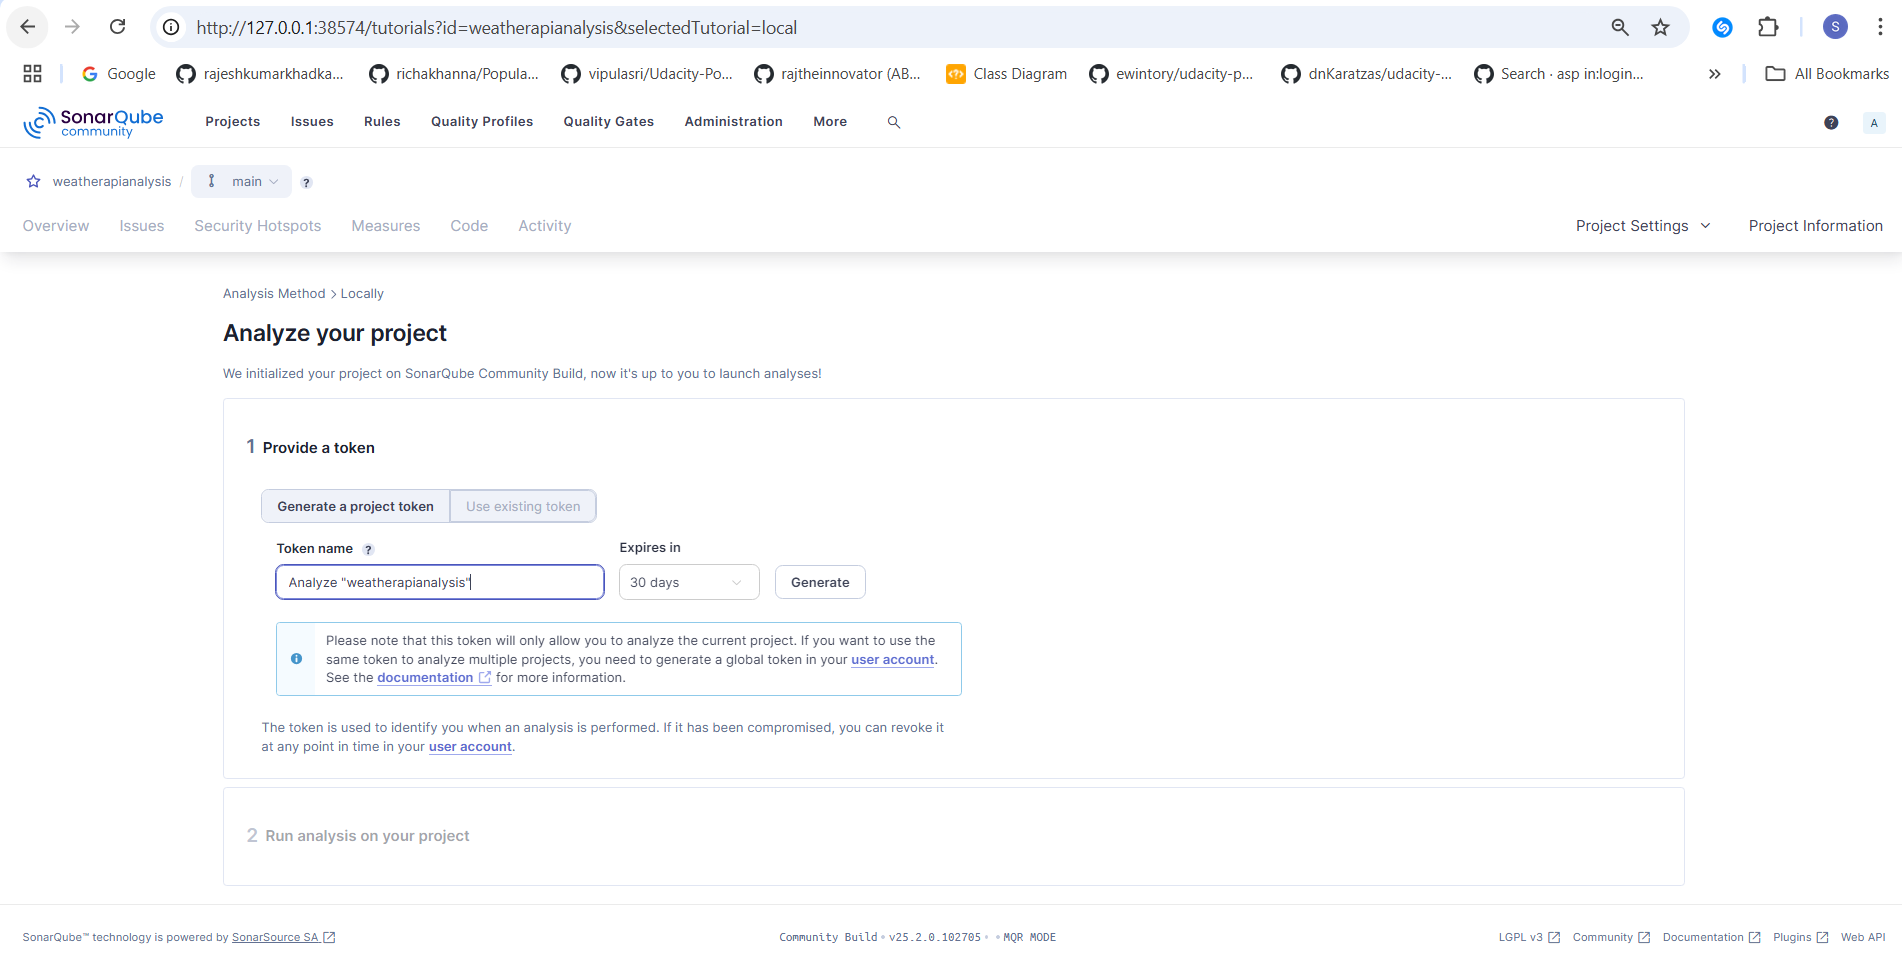 http://127.0.0.1:38574/tutorials?id=weatherapianalysis&selectedTutorial=local
S
Google
rajeshkumarkhadka...
richakhanna/Popula...
vipulasri/Udacity-Po...
rajtheinnovator (AB...
Class Diagram
ewintory/udacity-p...
dnKaratzas/udacity-...
Search · asp in:login...
All Bookmarks
SonarQube
community
Projects
Issues
Rules
Quality Profiles
Quality Gates
Administration
More
?
A
weatherapianalysis / main ?
Overview
Issues
Security Hotspots
Measures
Code
Activity
Project Settings
Project Information
Analysis Method > Locally
Analyze your project
We initialized your project on SonarQube Community Build, now it's up to you to launch analyses!
1 Provide a token
Generate a project token
Use existing token
Token name ?
Expires in
Analyze "weatherapianalysis"
30 days
Generate
Please note that this token will only allow you to analyze the current project. If you want to use the
same token to analyze multiple projects, you need to generate a global token in your user account.
See the documentation for more information.
The token is used to identify you when an analysis is performed. If it has been compromised, you can revoke it
at any point in time in your user account.
2 Run analysis on your project
SonarQube™ technology is powered by SonarSource SA
Community Build • v25.2.0.102705 • • MQR MODE
LGPL v3
Community
Documentation
Plugins
Web API